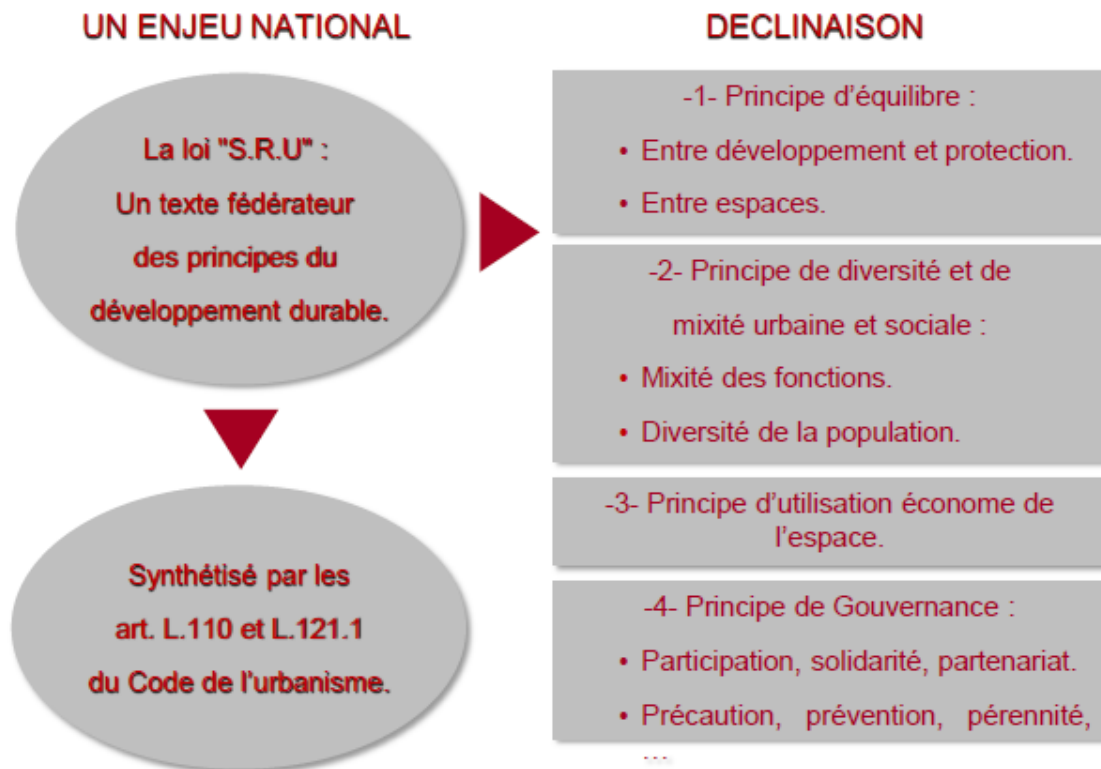 UN ENJEU NATIONAL
La loi "S.R.U" :
Un texte fédérateur
des principes du
développement durable.
Synthétisé par les
art. L.110 et L.121.1
du Code de l'urbanisme.
DECLINAISON
-1- Principe d'équilibre :
• Entre développement et protection.
• Entre espaces.
-2- Principe de diversité et de
mixité urbaine et sociale :
• Mixité des fonctions.
• Diversité de la population.
-3- Principe d'utilisation économe de
l'espace.
-4- Principe de Gouvernance :
• Participation, solidarité, partenariat.
• Précaution, prévention, pérennité,
...